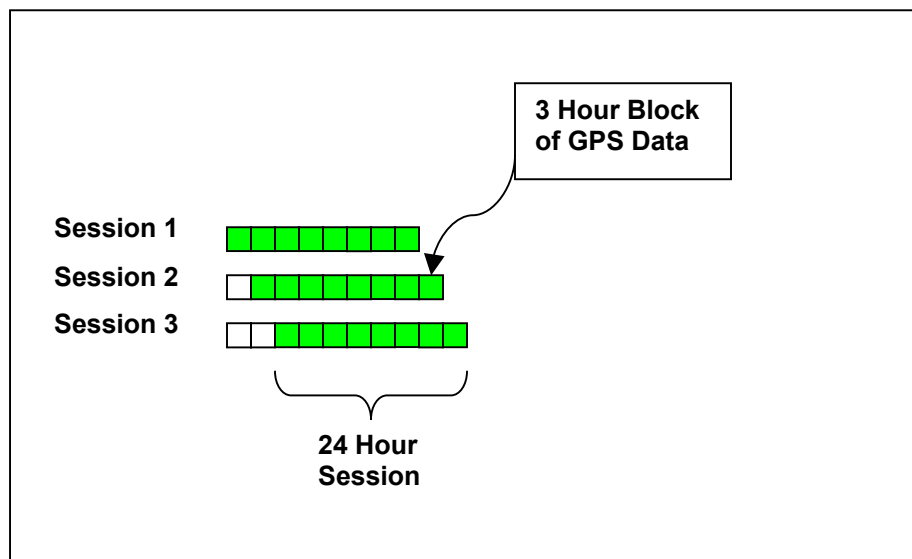 3 Hour Block
of GPS Data
Session 1
Session 2
Session 3
24 Hour
Session